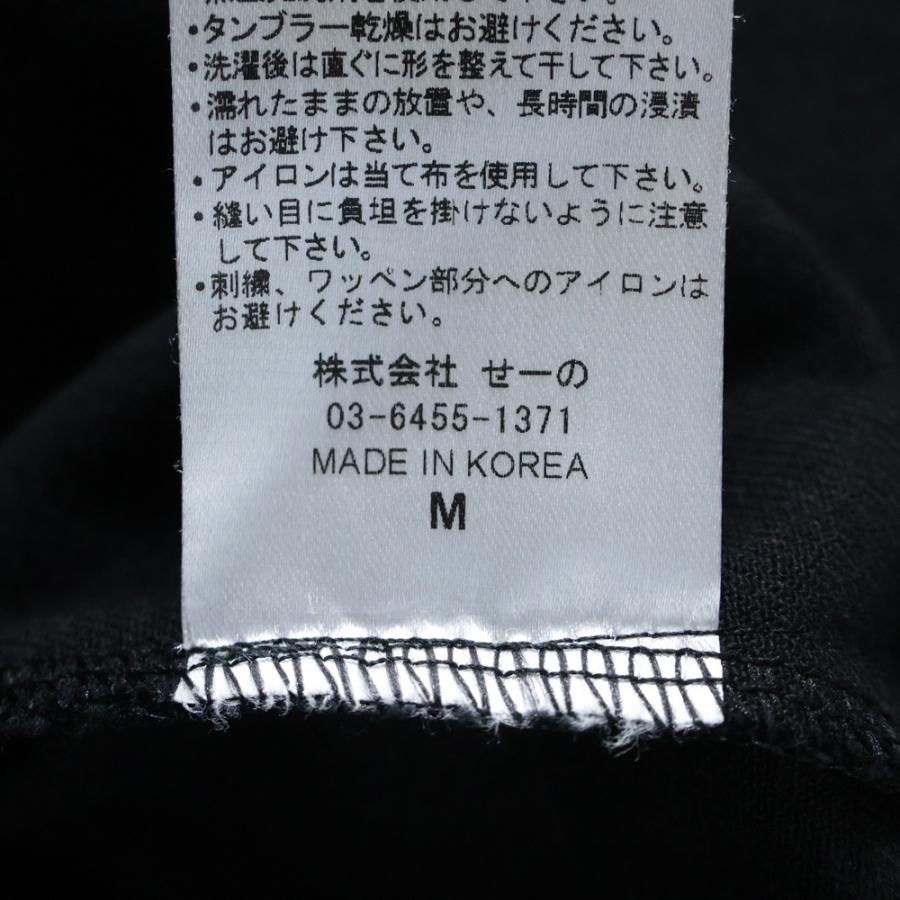 ・タンブラー乾燥はお避けください。
・洗濯後は直ぐに形を整えて干して下さい。
・濡れたままの放置や、長時間の浸漬
はお避け下さい。
・アイロンは当て布を使用して下さい。
・縫い目に負担を掛けないように注意
して下さい。
・刺繍、ワッペン部分へのアイロンは
お避けください。
株式会社 せーの
03-6455-1371
MADE IN KOREA
M